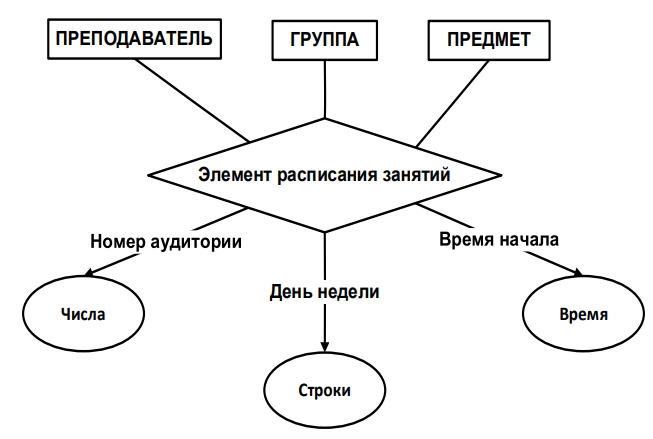 ПРЕПОДАВАТЕЛЬ
ГРУППА
ПРЕДМЕТ
Элемент расписания занятий
Номер аудитории
Время начала
День недели
Числа
Время
Строки